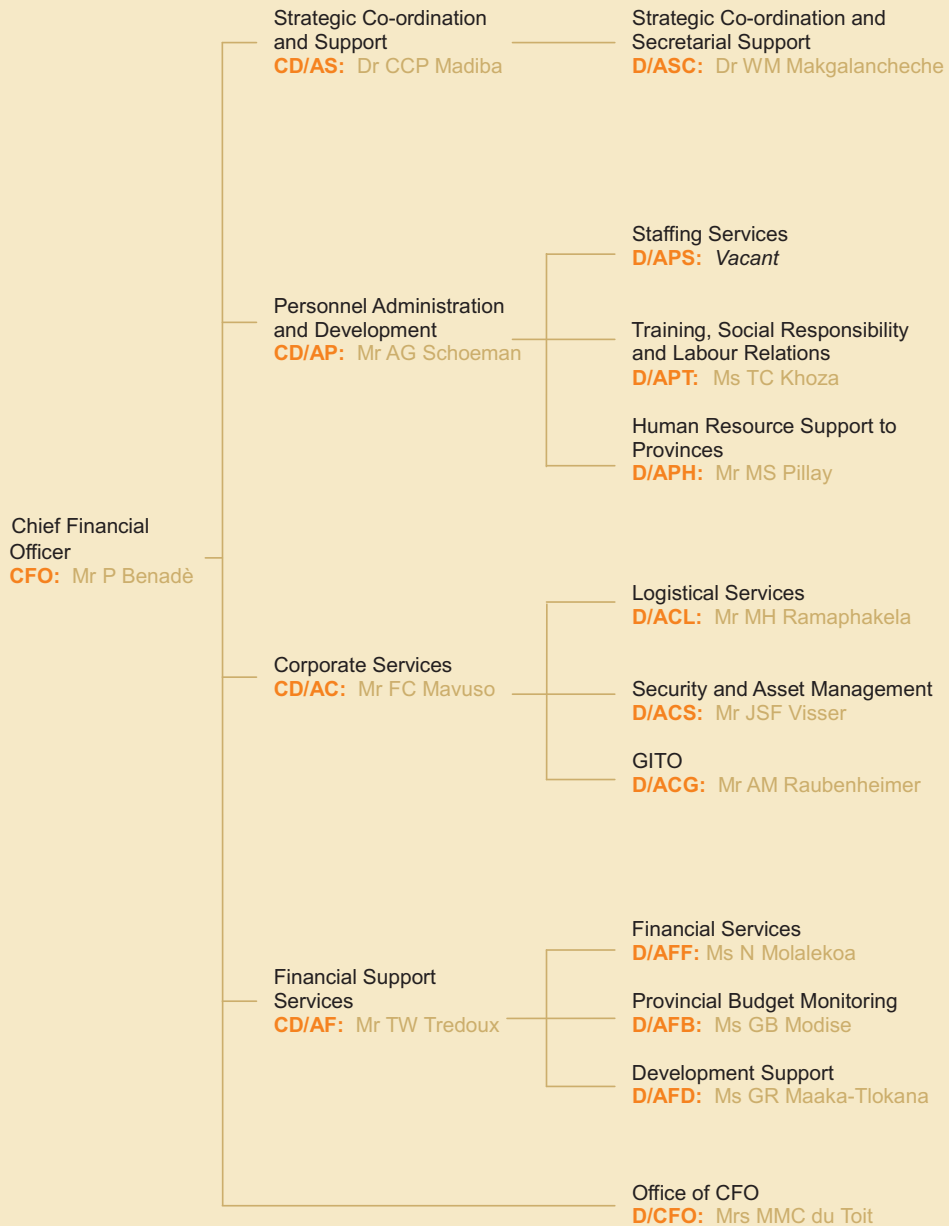 Strategic Co-ordination
and Support
CD/AS: Dr CCP Madiba
Strategic Co-ordination and
Secretarial Support
D/ASC: Dr WM Makgalancheche
Staffing Services
D/APS: Vacant
Personnel Administration
and Development
CD/AP: Mr AG Schoeman
Training, Social Responsibility
and Labour Relations
D/APT: Ms TC Khoza
Human Resource Support to
Provinces
D/APH: Mr MS Pillay
Chief Financial
Officer
CFO: Mr P Benadè
Logistical Services
D/ACL: Mr MH Ramaphakela
Corporate Services
CD/AC: Mr FC Mavuso
Security and Asset Management
D/ACS: Mr JSF Visser
GITO
D/ACG: Mr AM Raubenheimer
Financial Services
D/AFF: Ms N Molalekoa
Financial Support
Services
CD/AF: Mr TW Tredoux
Provincial Budget Monitoring
D/AFB: Ms GB Modise
Development Support
D/AFD: Ms GR Maaka-Tlokana
Office of CFO
D/CFO: Mrs MMC du Toit